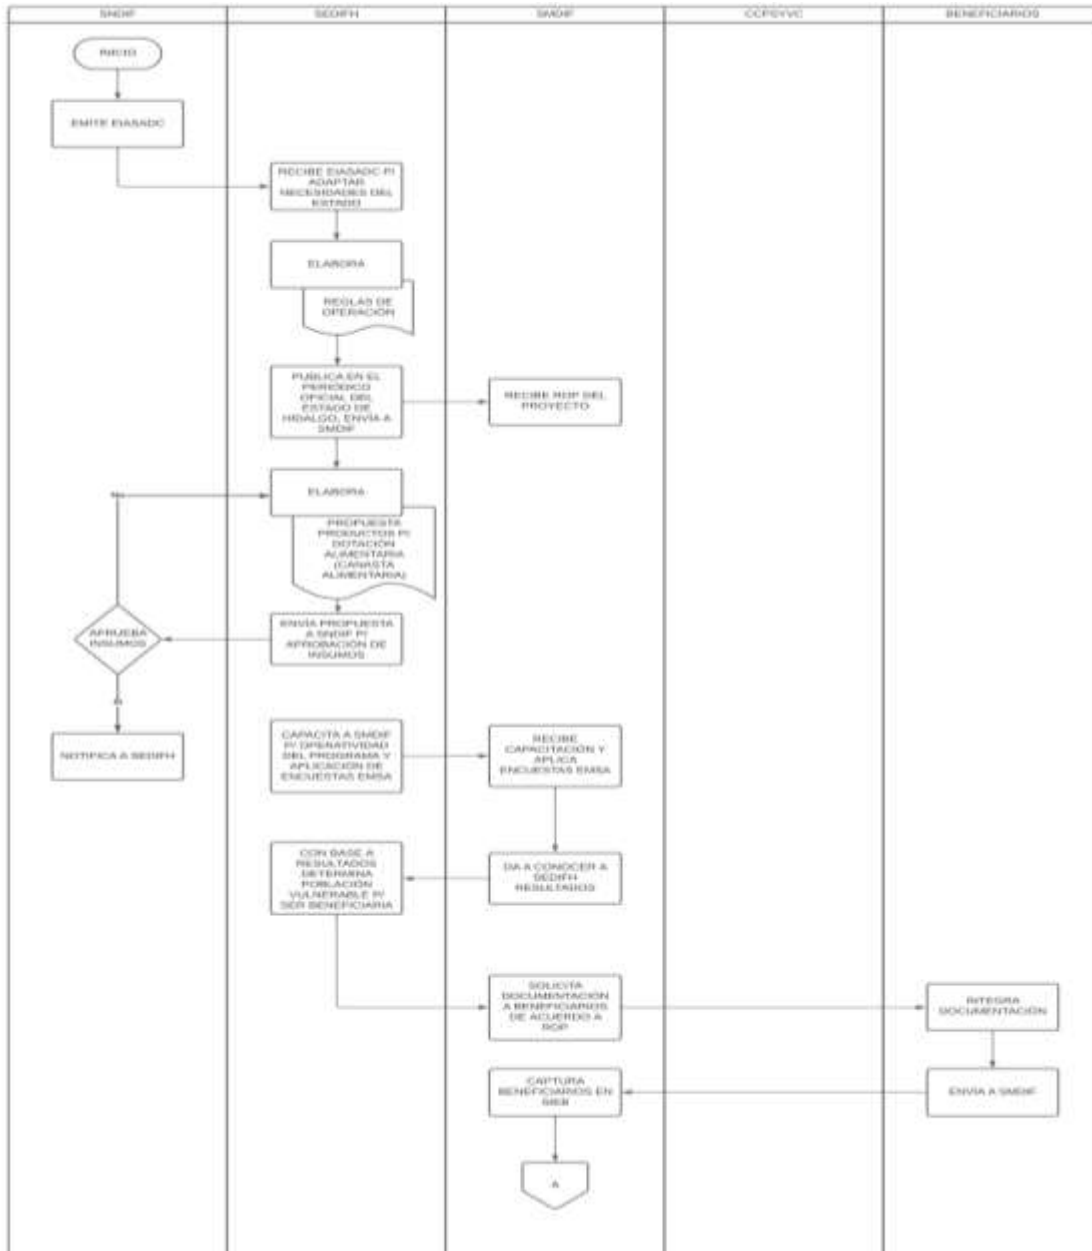 SNDIF
SEDIFH
SMDIF
CCPSYVC
BENEFICIARIOS
INICIO
EMITE EIASADC
RECIBE EIASADC P/
ADAPTAR
NECESIDADES DEL
ESTADO
ELABORA
REGLAS DE
OPERACIÓN
PUBLICA EN EL
PERIÓDICO
OFICIAL DEL
ESTADO DE
HIDALGO, ENVÍA A
SMDIF
RECIBE ROP DEL
PROYECTO
ELABORA
No
PROPUESTA
PRODUCTOS P/
DOTACIÓN
ALIMENTARIA
(CANASTA
ALIMENTARIA)
ENVÍA PROPUESTA
A SNDIF P/
APROBACIÓN DE
INSUMOS
APRUEBA
INSUMOS
SI
NOTIFICA A SEDIFH
CAPACITA A SMDIF
P/ OPERATIVIDAD
DEL PROGRAMA Y
APLICACIÓN DE
ENCUESTAS EMSA
RECIBE
CAPACITACIÓN Y
APLICA
ENCUESTAS EMSA
CON BASE A
RESULTADOS
DETERMINA
POBLACIÓN
VULNERABLE P/
SER BENEFICIARIA
DA A CONOCER A
SEDIFH
RESULTADOS
SOLICITA
DOCUMENTACIÓN
A BENEFICIARIOS
DE ACUERDO A
ROP
INTEGRA
DOCUMENTACIÓN
CAPTURA
BENEFICIARIOS EN
ENVÍA A SMDIF
A